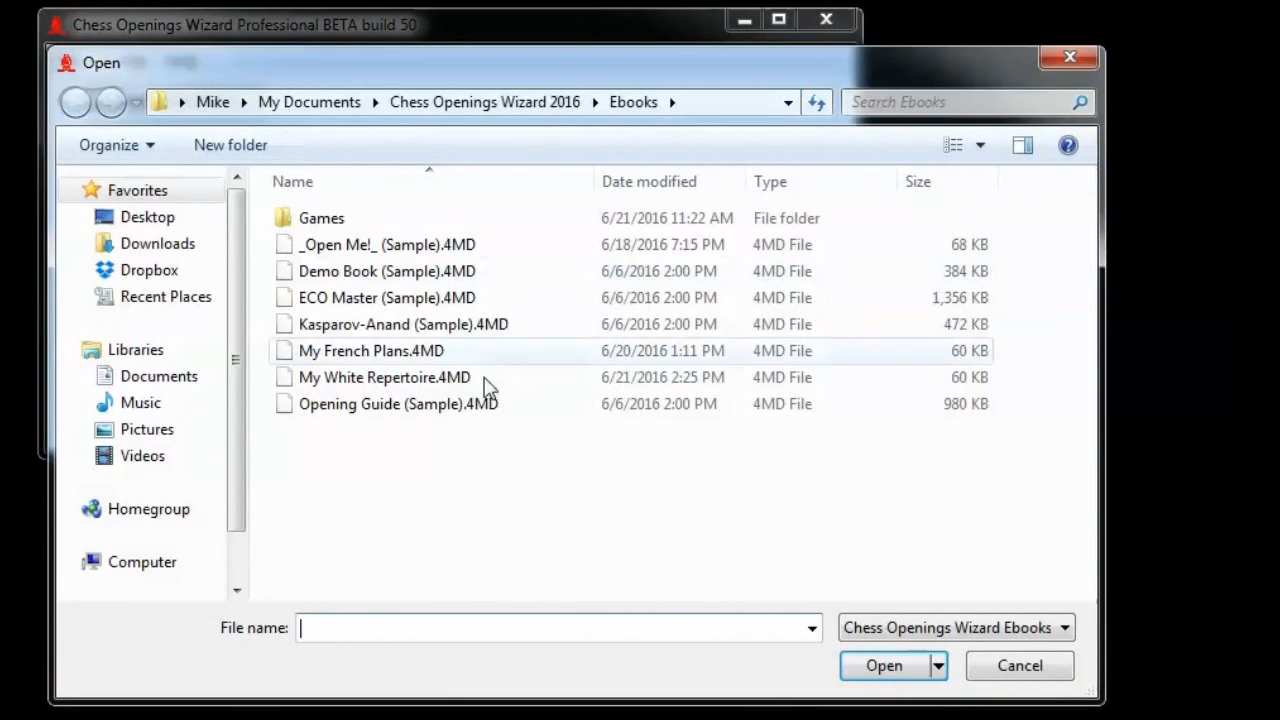 Chess Openings Wizard Professional BETA build 50
Open
Mike My Documents Chess Openings Wizard 2016 Ebooks Search Ebooks
Organize New folder
Name Date modified Type Size
Favorites
Desktop
Downloads
Dropbox
Recent Places
Libraries
Documents
Music
Pictures
Videos
Homegroup
Computer
Games 6/21/2016 11:22 AM File folder
_Open Me!_ (Sample).4MD 6/18/2016 7:15 PM 4MD File 68 KB
Demo Book (Sample).4MD 6/6/2016 2:00 PM 4MD File 384 KB
ECO Master (Sample).4MD 6/6/2016 2:00 PM 4MD File 1,356 KB
Kasparov-Anand (Sample).4MD 6/6/2016 2:00 PM 4MD File 472 KB
My French Plans.4MD 6/20/2016 1:11 PM 4MD File 60 KB
My White Repertoire.4MD 6/21/2016 2:25 PM 4MD File 60 KB
Opening Guide (Sample).4MD 6/6/2016 2:00 PM 4MD File 980 KB
File name: Chess Openings Wizard Ebooks
Open Cancel